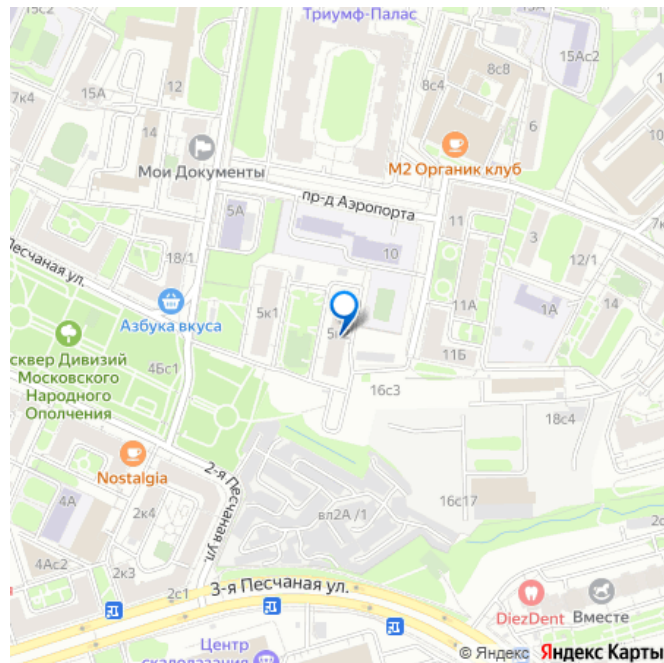 15с2
Триумф-Палас
15Ас2
12
8с4
8с8
7к4
15А
14
6
Мои Документы
М2 Органик клуб
пр-д Аэропорта
5А
11
3
7к
18/1
10
12/1
Песчаная ул.
5к1
11А
14
1А
Азбука вкуса
сквер Дивизий
Московского
Народного
Ополчения
4Бс1
11Б
16с3
18с4
Nostalgia
2-я Песчаная ул.
4А
2к4
вл2А /1
16с17
4Ас2
2к3
2с1
3-я Песчаная ул.
DiezDent
Вместе
Центр
скалолазания
© Яндекс Яндекс Карты